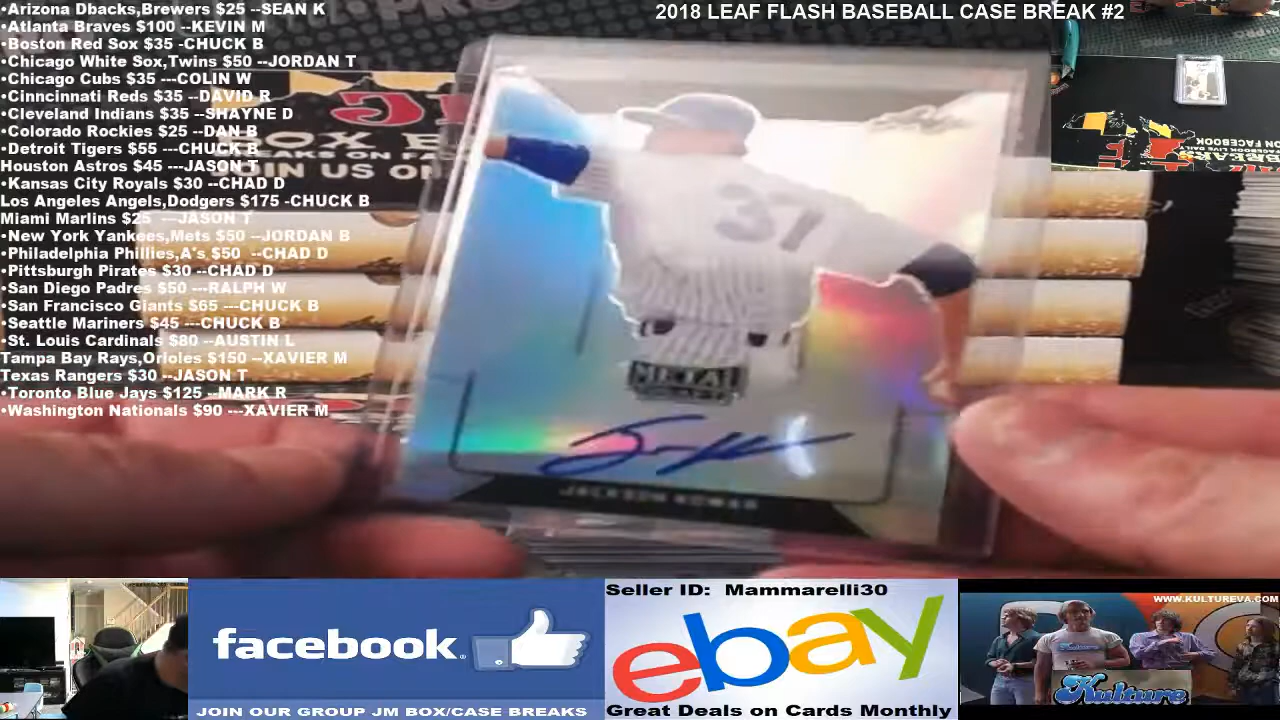 2018 LEAF FLASH BASEBALL CASE BREAK #2
•Arizona Dbacks,Brewers $25 --SEAN K
•Atlanta Braves $100 --KEVIN M
•Boston Red Sox $35 -CHUCK B
•Chicago White Sox,Twins $50 --JORDAN T
•Chicago Cubs $35 ---COLIN W
•Cinncinnati Reds $35 --DAVID R
•Cleveland Indians $35 --SHAYNE D
•Colorado Rockies $25 --DAN B
•Detroit Tigers $55 --CHUCK B
Houston Astros $45 ---JASON T
•Kansas City Royals $30 --CHAD D
Los Angeles Angels,Dodgers $175 -CHUCK B
Miami Marlins $25 ---JASON T
•New York Yankees,Mets $50 --JORDAN B
•Philadelphia Phillies,A's $50 --CHAD D
•Pittsburgh Pirates $30 --CHAD D
•San Diego Padres $50 ---RALPH W
•San Francisco Giants $65 ---CHUCK B
•Seattle Mariners $45 ---CHUCK B
•St. Louis Cardinals $80 --AUSTIN L
Tampa Bay Rays,Orioles $150 --XAVIER M
Texas Rangers $30 --JASON T
•Toronto Blue Jays $125 --MARK R
•Washington Nationals $90 ---XAVIER M
37
METAL
JACKSON KOWAR
facebook
JOIN OUR GROUP JM BOX/CASE BREAKS
Seller ID: Mammarelli30
ebay
Great Deals on Cards Monthly
WWW.KULTUREVA.COM
Kulture